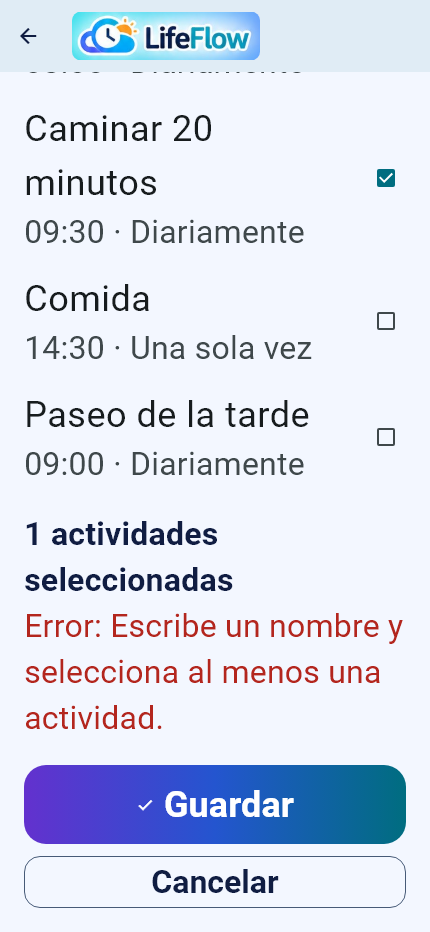 LifeFlow
Caminar 20
minutos
09:30 · Diariamente
Comida
14:30 · Una sola vez
Paseo de la tarde
09:00 · Diariamente
1 actividades
seleccionadas
Error: Escribe un nombre y
selecciona al menos una
actividad.
Guardar
Cancelar